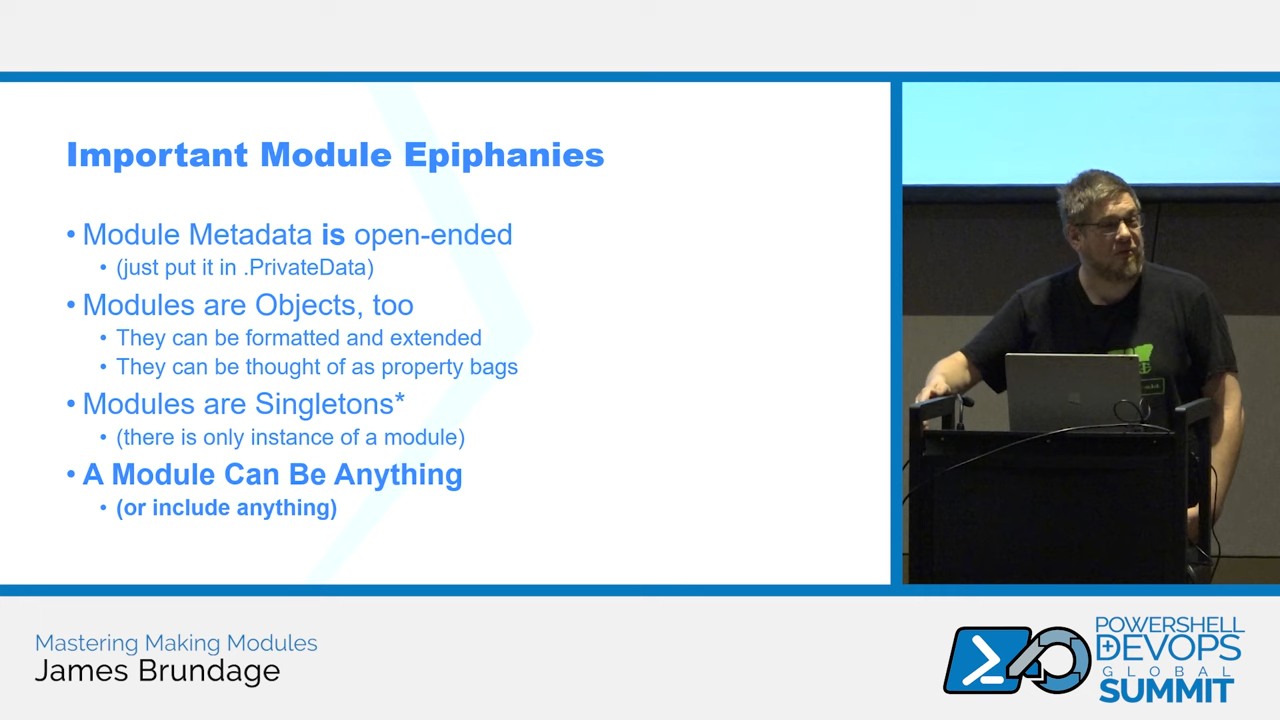 Important Module Epiphanies
• Module Metadata is open-ended
• (just put it in .PrivateData)
• Modules are Objects, too
• They can be formatted and extended
• They can be thought of as property bags
• Modules are Singletons*
• (there is only instance of a module)
• A Module Can Be Anything
• (or include anything)
Mastering Making Modules
James Brundage
POWERSHELL
DEVOPS
GLOBAL
SUMMIT